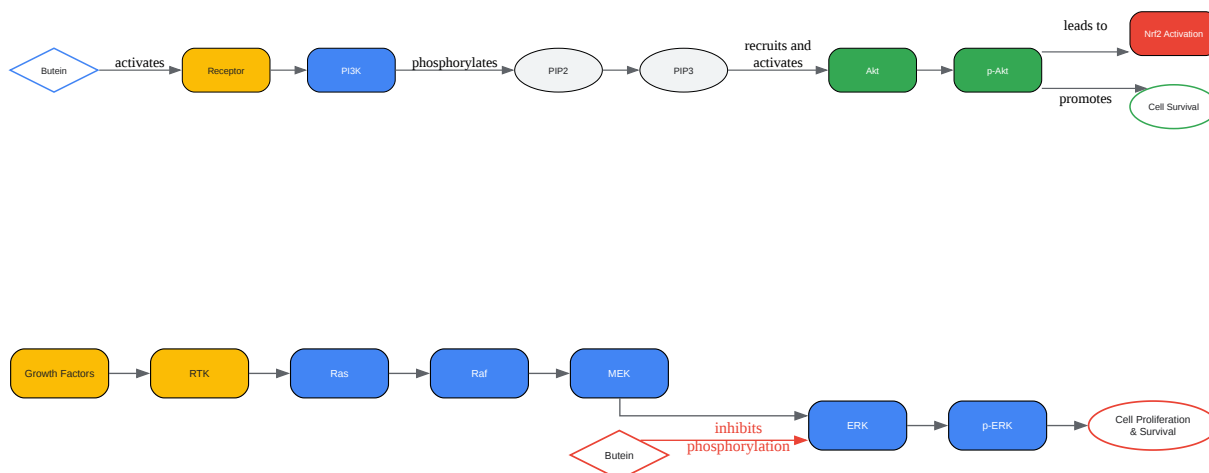 leads to
Nrf2 Activation
Butein
activates
Receptor
PI3K
phosphorylates
PIP2
PIP3
recruits and
activates
Akt
p-Akt
promotes
Cell Survival
Growth Factors
RTK
Ras
Raf
MEK
Butein
inhibits
phosphorylation
ERK
p-ERK
Cell Proliferation
& Survival